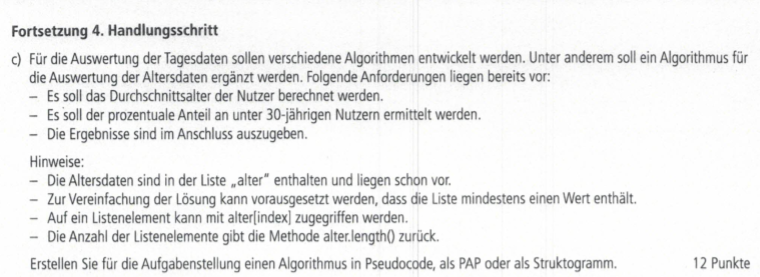 Fortsetzung 4. Handlungsschritt
c) Für die Auswertung der Tagesdaten sollen verschiedene Algorithmen entwickelt werden. Unter anderem soll ein Algorithmus für
die Auswertung der Altersdaten ergänzt werden. Folgende Anforderungen liegen bereits vor:
– Es soll das Durchschnittsalter der Nutzer berechnet werden.
– Es soll der prozentuale Anteil an unter 30-jährigen Nutzern ermittelt werden.
– Die Ergebnisse sind im Anschluss auszugeben.
Hinweise:
– Die Altersdaten sind in der Liste „alter" enthalten und liegen schon vor.
– Zur Vereinfachung der Lösung kann vorausgesetzt werden, dass die Liste mindestens einen Wert enthält.
– Auf ein Listenelement kann mit alter[index] zugegriffen werden.
– Die Anzahl der Listenelemente gibt die Methode alter.length() zurück.
Erstellen Sie für die Aufgabenstellung einen Algorithmus in Pseudocode, als PAP oder als Struktogramm. 12 Punkte